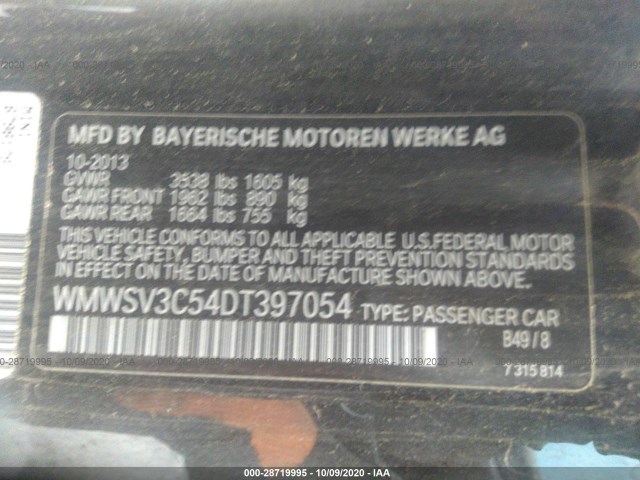 MFD BY BAYERISCHE MOTOREN WERKE AG
10-2013
GVWR 3538 lbs 1605 kg
GAWR FRONT 1962 lbs 890 kg
GAWR REAR 1664 lbs 755 kg
THIS VEHICLE CONFORMS TO ALL APPLICABLE U.S.FEDERAL MOTOR
VEHICLE SAFETY, BUMPER AND THEFT PREVENTION STANDARDS
IN EFFECT ON THE DATE OF MANUFACTURE SHOWN ABOVE.
WMWSV3C54DT397054 TYPE: PASSENGER CAR
B49/8
7 315 814
000-28719995 - 10/09/2020 - IAA